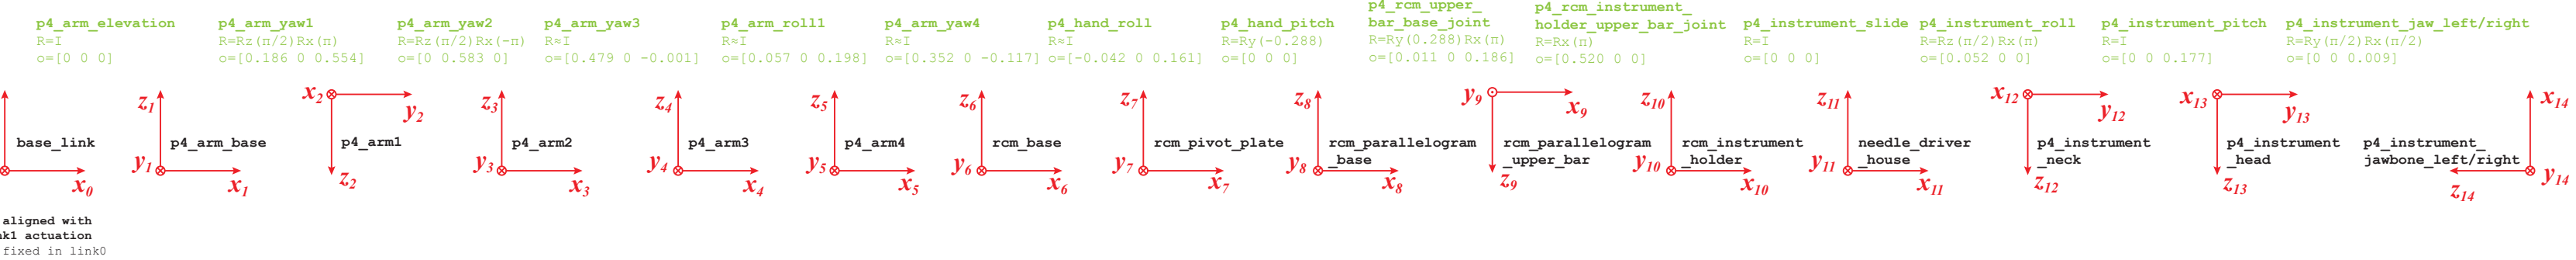 p4_arm_elevation
R=I
o=[0 0 0]
p4_arm_yaw1
R=Rz(π/2)Rx(π)
o=[0.186 0 0.554]
p4_arm_yaw2
R=Rz(π/2)Rx(-π)
o=[0 0.583 0]
p4_arm_yaw3
R≈I
o=[0.479 0 -0.001]
p4_arm_roll1
R≈I
o=[0.057 0 0.198]
p4_arm_yaw4
R≈I
o=[0.352 0 -0.117]
p4_hand_roll
R≈I
o=[-0.042 0 0.161]
p4_hand_pitch
R=Ry(-0.288)
o=[0 0 0]
p4_rcm_upper_
bar_base_joint
R=Ry(0.288)Rx(π)
o=[0.011 0 0.186]
p4_rcm_instrument_
holder_upper_bar_joint
R=Rx(π)
o=[0.520 0 0]
p4_instrument_slide
R=I
o=[0 0 0]
p4_instrument_roll
R=Rz(π/2)Rx(π)
o=[0.052 0 0]
p4_instrument_pitch
R=I
o=[0 0 0.177]
p4_instrument_jaw_left/right
R=Ry(π/2)Rx(π/2)
o=[0 0 0.009]
base_link
x0
z1
p4_arm_base
y1
x1
x2
y2
p4_arm1
z2
z3
p4_arm2
y3
x3
z4
p4_arm3
y4
x4
z5
p4_arm4
y5
x5
z6
rcm_base
y6
x6
z7
rcm_pivot_plate
y7
x7
z8
rcm_parallelogram
_base
y8
x8
y9
x9
rcm_parallelogram
_upper_bar
z9
z10
rcm_instrument
_holder
y10
x10
z11
needle_driver
_house
y11
x11
x12
y12
p4_instrument
_neck
z12
x13
y13
p4_instrument
_head
z13
x14
p4_instrument_
jawbone_left/right
y14
z14
aligned with
nk1 actuation
fixed in link0